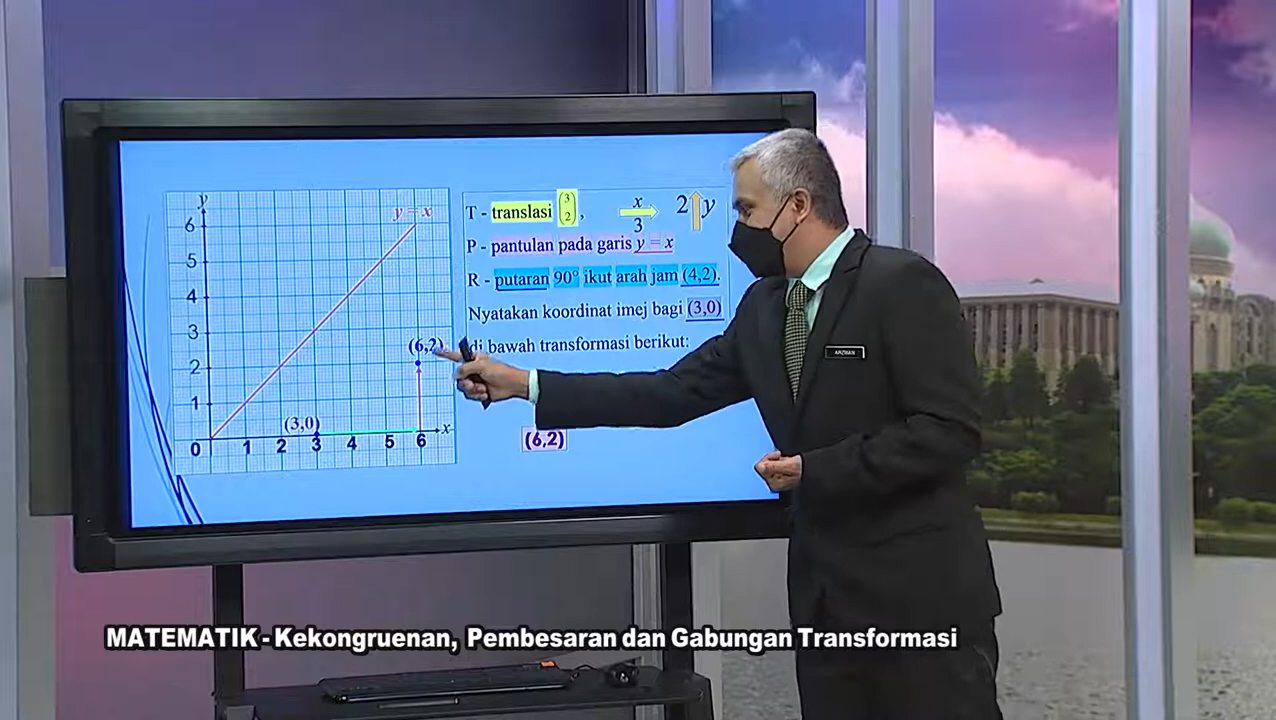 y
y = x
6
5
4
3
2
1
0
1
2
3
4
5
6
x
(3,0)
(6,2)
T - translasi (3 2), x 3 2 y
P - pantulan pada garis y = x
R - putaran 90° ikut arah jam (4,2).
Nyatakan koordinat imej bagi (3,0)
di bawah transformasi berikut:
(6,2)
ARZMAN
MATEMATIK - Kekongruenan, Pembesaran dan Gabungan Transformasi